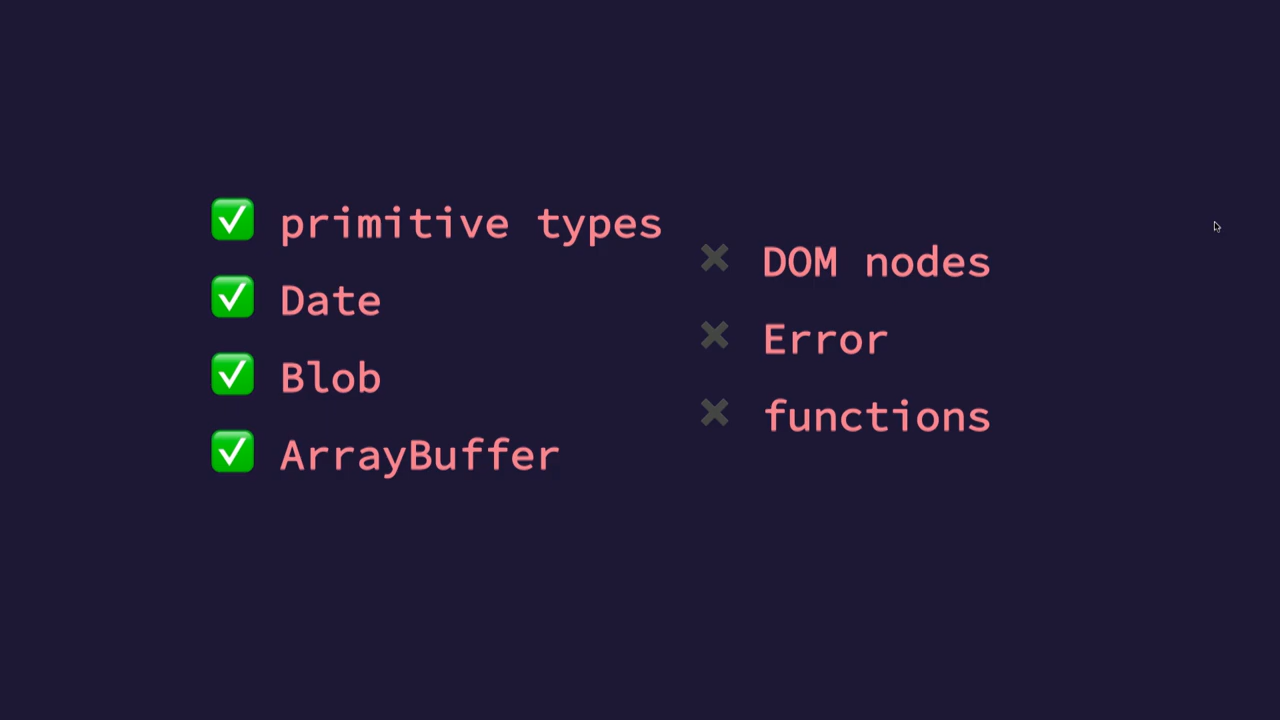 ✅ primitive types
✅ Date
✅ Blob
✅ ArrayBuffer
✖ DOM nodes
✖ Error
✖ functions